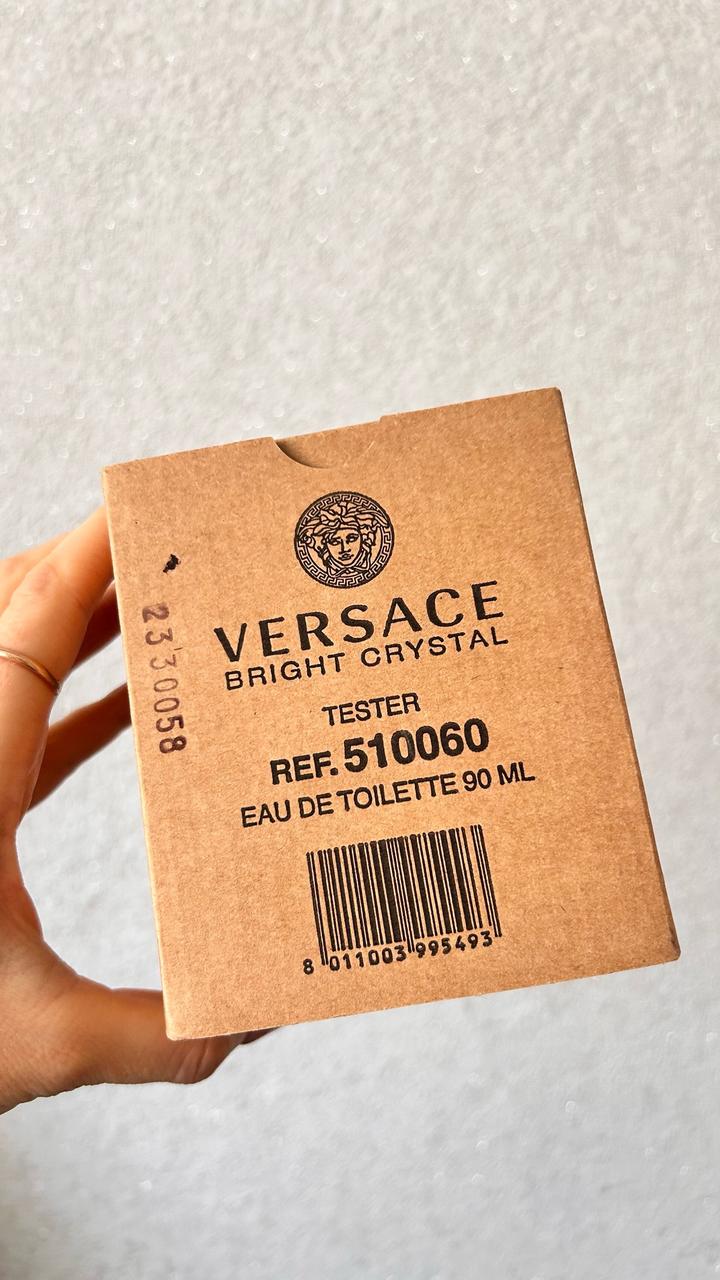 VERSACE
BRIGHT CRYSTAL
TESTER
REF. 510060
EAU DE TOILETTE 90 ML
8 011003 995493
2330058